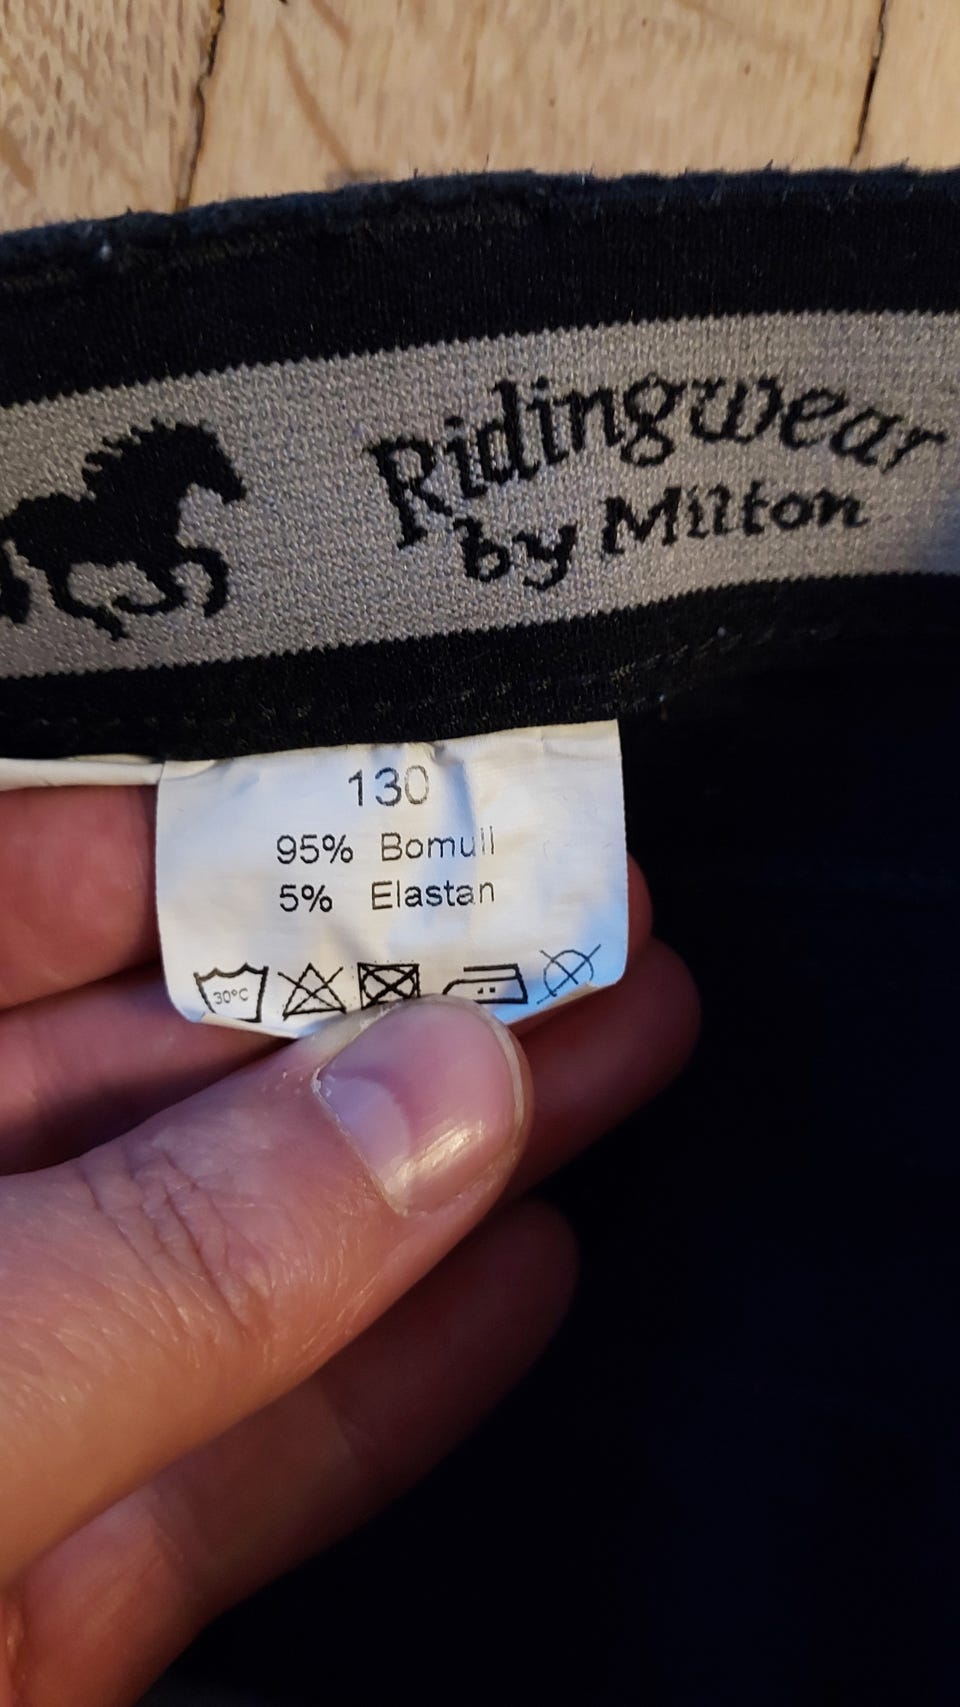 Ridingwear
by Milton
130
95% Bomull
5% Elastan
30°C